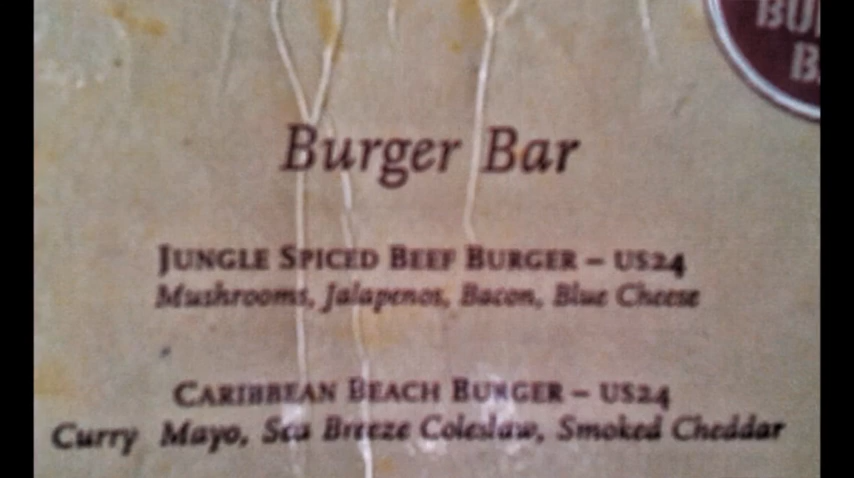 BU
B
Burger Bar
JUNGLE SPICED BEEF BURGER – US24
Mushrooms, Jalapenos, Bacon, Blue Cheese
CARIBBEAN BEACH BURGER – US24
Curry Mayo, Sea Breeze Coleslaw, Smoked Cheddar